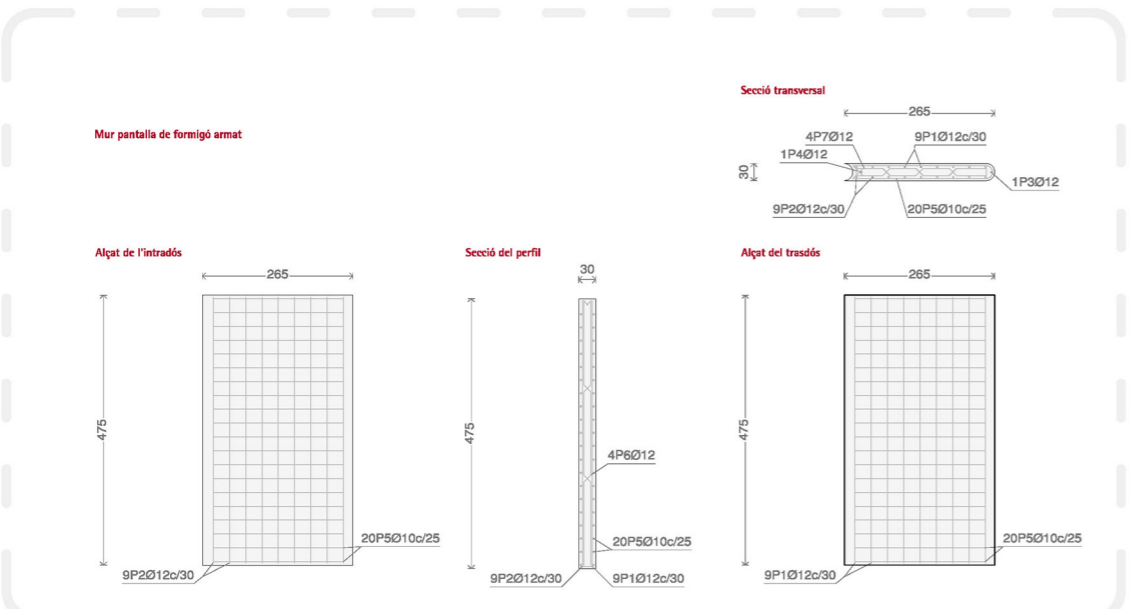 Secció transversal
265
Mur pantalla de formigó armat
4P7Ø12
9P1Ø12c/30
1P4Ø12
30
1P3Ø12
9P2Ø12c/30
20P5Ø10c/25
Alçat de l'intradós
265
475
20P5Ø10c/25
9P2Ø12c/30
Secció del perfil
30
475
4P6Ø12
20P5Ø10c/25
9P2Ø12c/30
9P1Ø12c/30
Alçat del trasdós
265
475
20P5Ø10c/25
9P1Ø12c/30